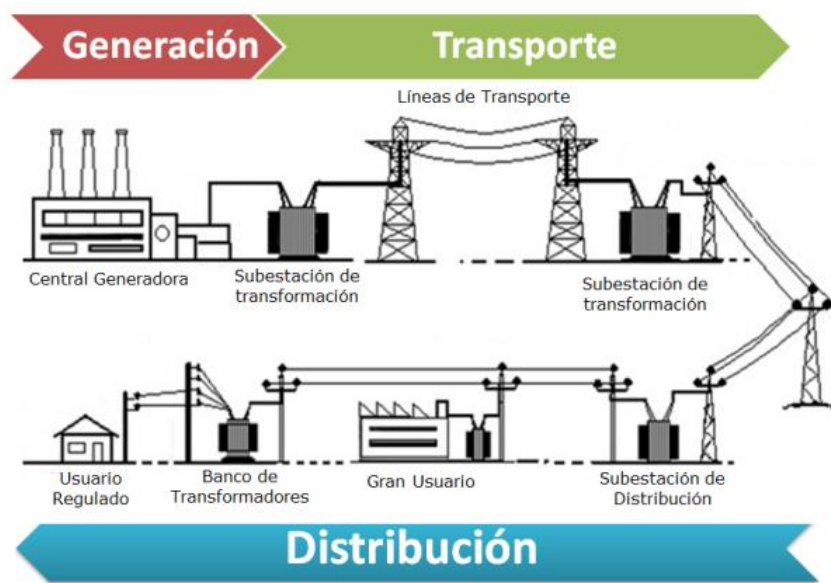 Generación
Transporte
Líneas de Transporte
Central Generadora
Subestación de
transformación
Subestación de
transformación
Usuario
Regulado
Banco de
Transformadores
Gran Usuario
Subestación de
Distribución
Distribución